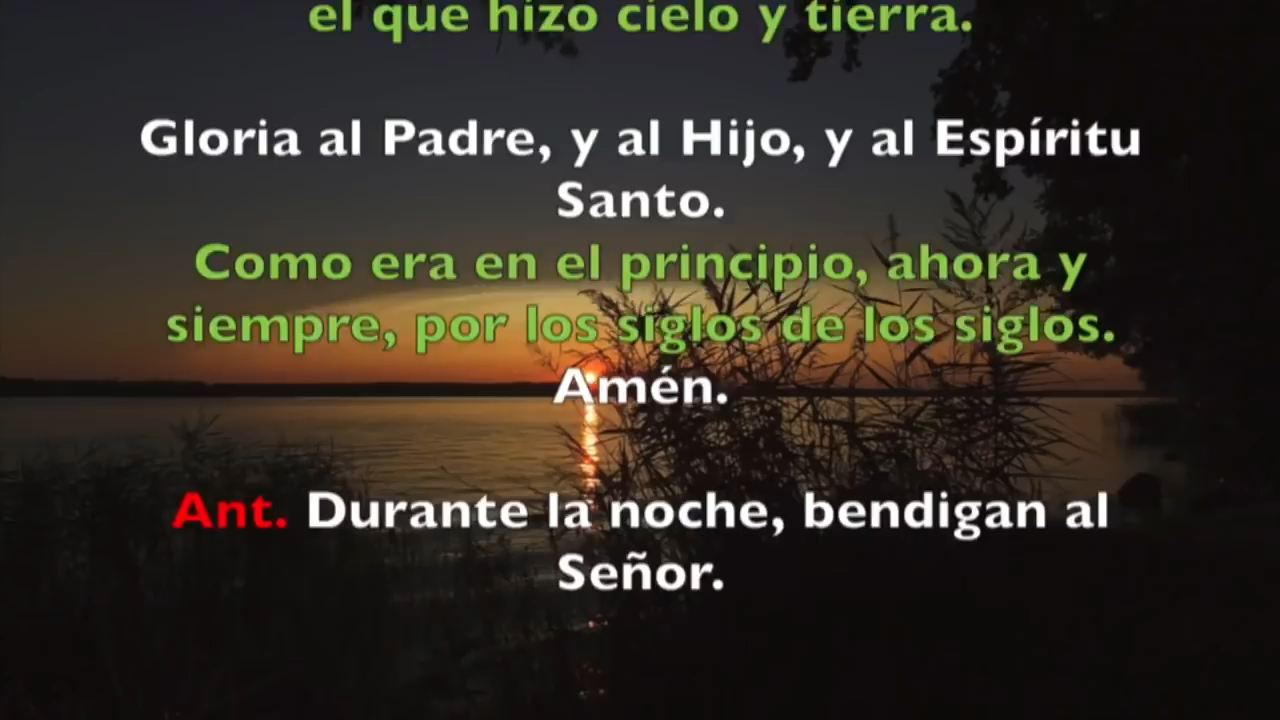 el que hizo cielo y tierra.
Gloria al Padre, y al Hijo, y al Espíritu
Santo.
Como era en el principio, ahora y
siempre, por los siglos de los siglos.
Amén.
Ant. Durante la noche, bendigan al
Señor.